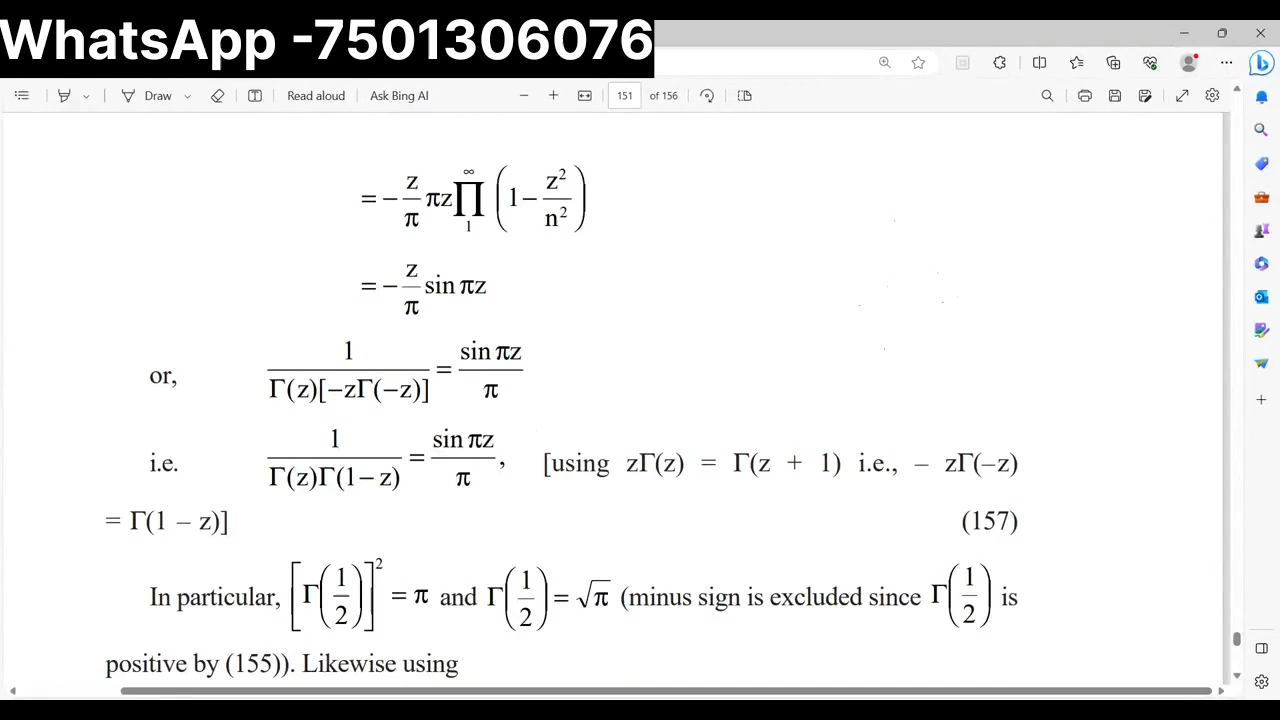 WhatsApp -7501306076
Draw Read aloud Ask Bing AI 151 of 156
= − z/π πz ∏₁^∞ (1 − z²/n²)
= − z/π sin πz
or, 1/Γ(z)[−zΓ(−z)] = sin πz/π
i.e. 1/Γ(z)Γ(1 − z) = sin πz/π, [using zΓ(z) = Γ(z + 1) i.e., – zΓ(–z)
= Γ(1 – z)] (157)
In particular, [Γ(1/2)]² = π and Γ(1/2) = √π (minus sign is excluded since Γ(1/2) is
positive by (155)). Likewise using